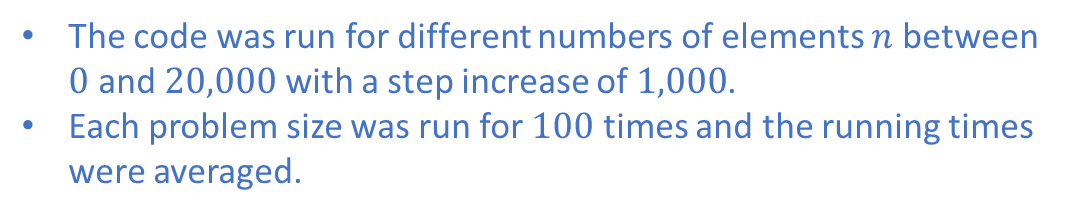 • The code was run for different numbers of elements n between
0 and 20,000 with a step increase of 1,000.
• Each problem size was run for 100 times and the running times
were averaged.